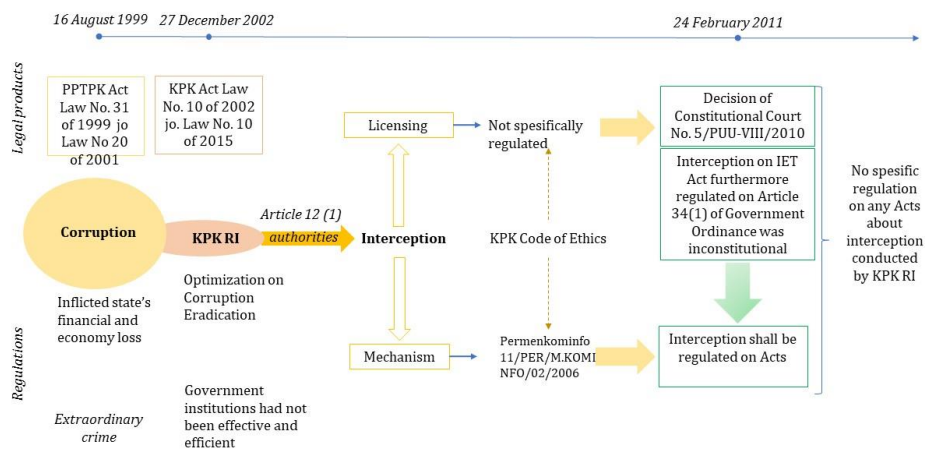 16 August 1999
27 December 2002
24 February 2011
Legal products
PPTPK Act
Law No. 31
of 1999 jo
Law No 20
of 2001
KPK Act Law
No. 10 of 2002
jo. Law No. 10
of 2015
Licensing
Not spesifically
regulated
Decision of
Constitutional Court
No. 5/PUU-VIII/2010
Interception on IET
Act furthermore
regulated on Article
34(1) of Government
Ordinance was
inconstitutional
No spesific
regulation
on any Acts
about
interception
conducted
by KPK RI
Corruption
KPK RI
Article 12 (1)
authorities
Interception
KPK Code of Ethics
Inflicted state's
financial and
economy loss
Optimization on
Corruption
Eradication
Regulations
Mechanism
Permenkominfo
11/PER/M.KOMI
NFO/02/2006
Interception shall be
regulated on Acts
Extraordinary
crime
Government
institutions had not
been effective and
efficient